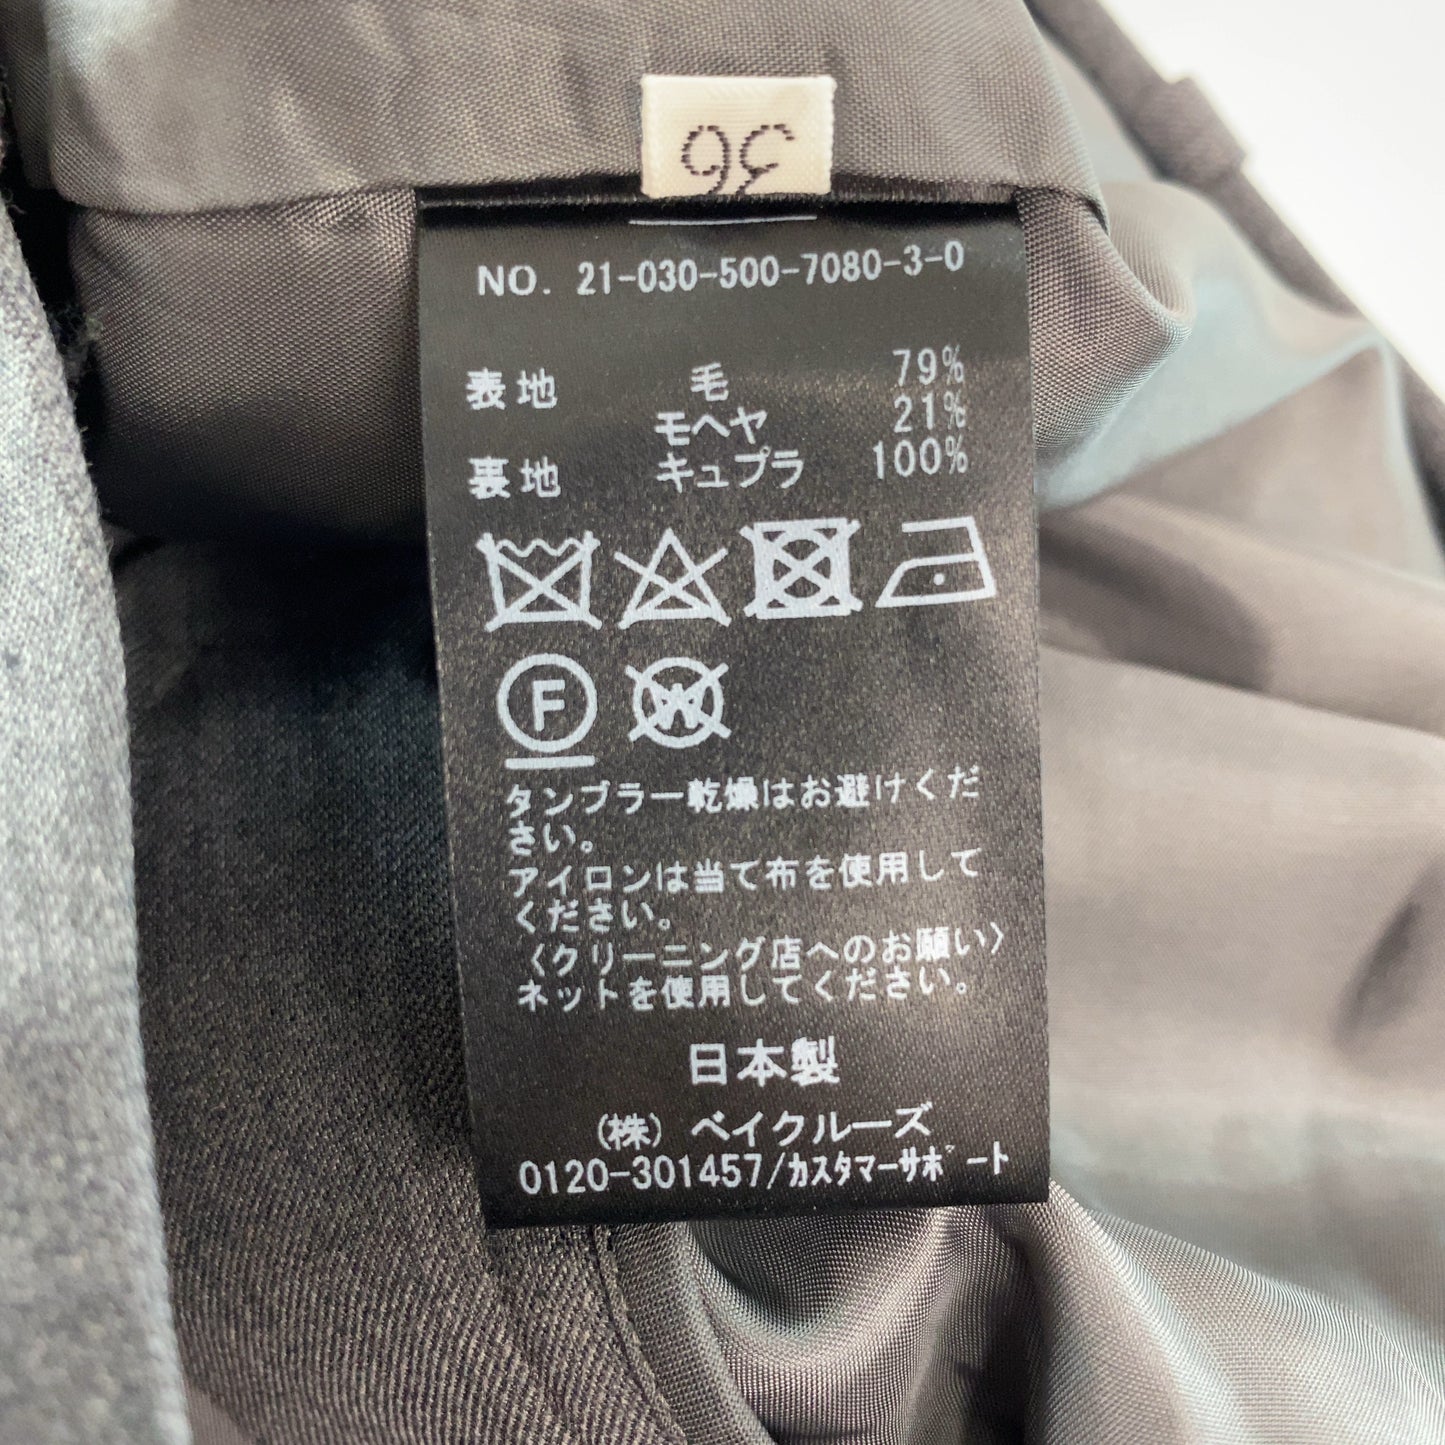 36
NO. 21-030-500-7080-3-0
表地 毛 79%
モヘヤ 21%
裏地 キュプラ 100%
F
W
タンブラー乾燥はお避けくだ
さい。
アイロンは当て布を使用して
ください。
〈クリーニング店へのお願い〉
ネットを使用してください。
日本製
(株) ベイクルーズ
0120-301457/カスタマーサポート